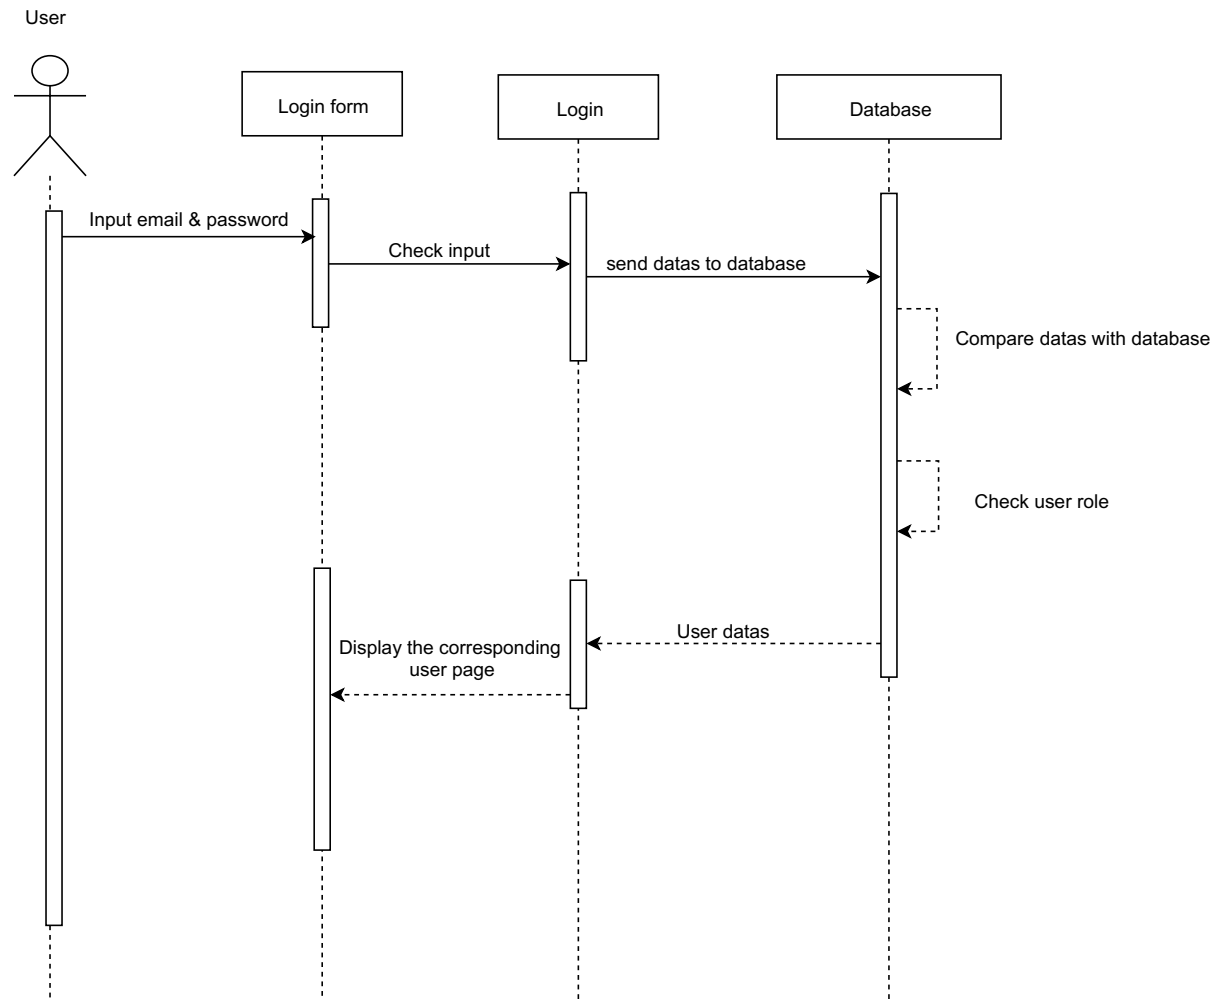 User
Login form
Login
Database
Input email & password
Check input
send datas to database
Compare datas with database
Check user role
User datas
Display the corresponding
user page